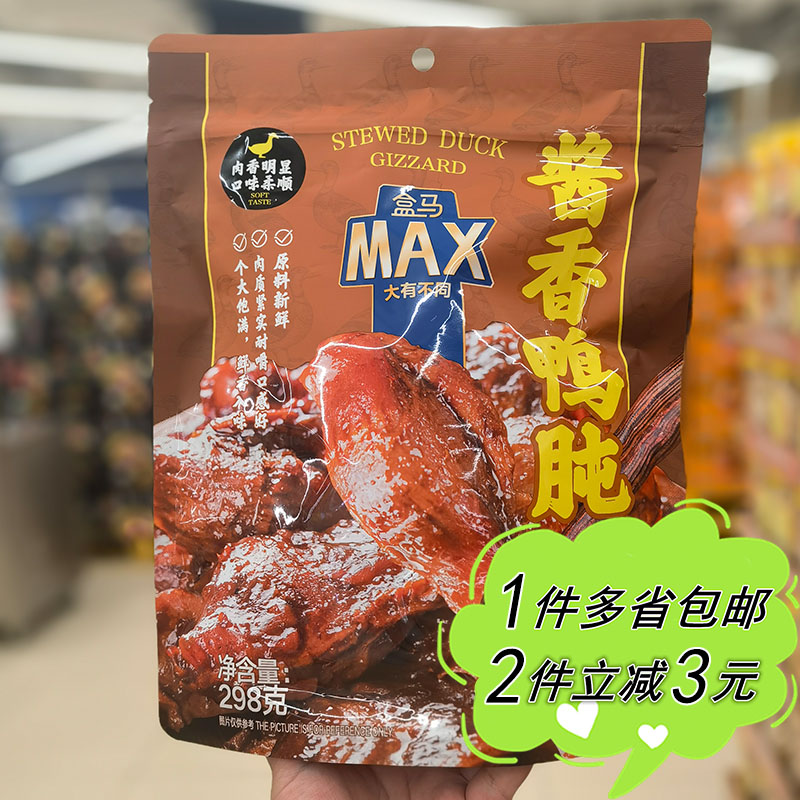 STEWED DUCK
GIZZARD
肉香明显
口味柔顺
SOFT
TASTE
盒马
MAX
大有不同
酱香鸭肫
原料新鲜
肉质紧实耐嚼口感好
个大饱满，鲜香入味
净含量:
298克
照片仅供参考 THE PICTURE IS FOR REFERENCE ONLY
1件多省包邮
2件立减3元